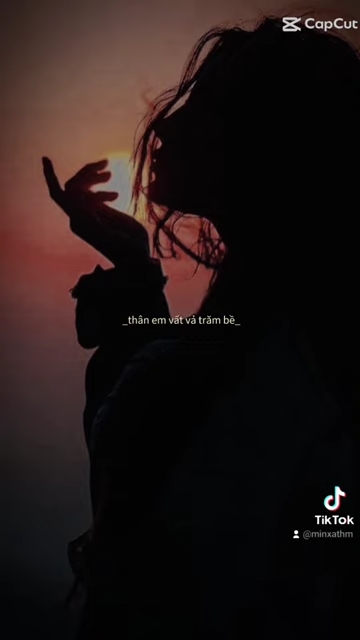 CapCut
_thân em vất vả trăm bề_
TikTok
@minxathm